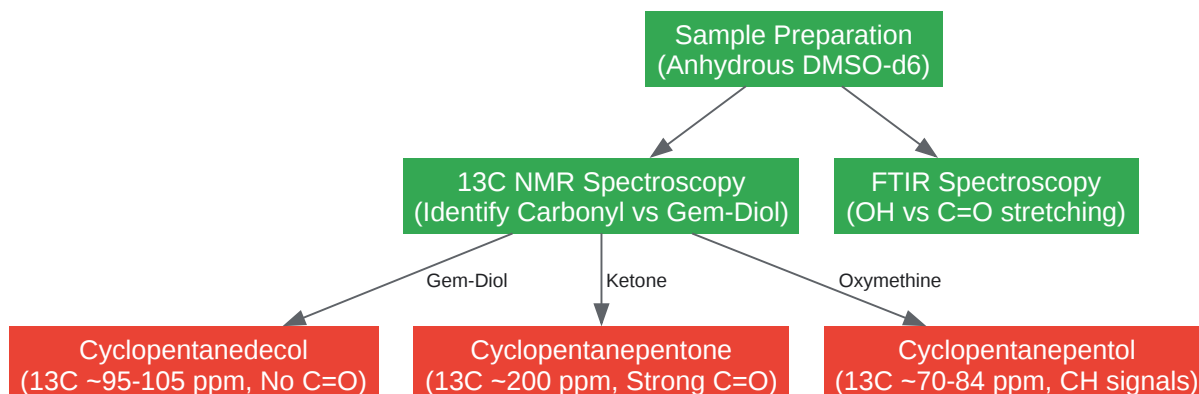 Sample Preparation
(Anhydrous DMSO-d6)
13C NMR Spectroscopy
(Identify Carbonyl vs Gem-Diol)
FTIR Spectroscopy
(OH vs C=O stretching)
Gem-Diol
Ketone
Oxymethine
Cyclopentanedecol
(13C ~95-105 ppm, No C=O)
Cyclopentanepentone
(13C ~200 ppm, Strong C=O)
Cyclopentanepentol
(13C ~70-84 ppm, CH signals)